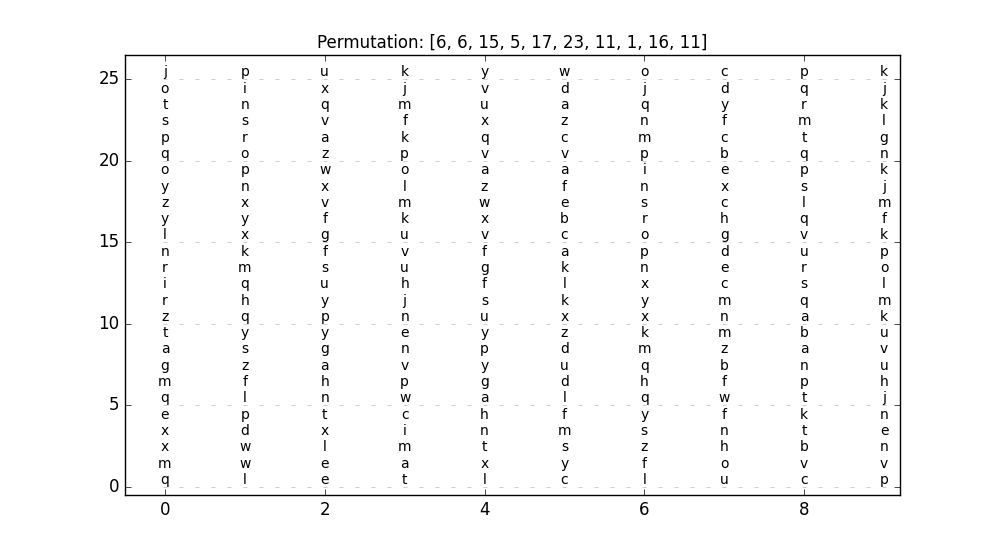 Permutation: [6, 6, 15, 5, 17, 23, 11, 1, 16, 11]
25 j p u k y w o c p k
o i x j v d j d q j
t n q m u a q y r k
s s v f x z n f m l
p r a k q c m c t g
20 q o z p v v p b q n
o p w o a a i e p k
y n x l z f n x s j
z x v m w e s c l m
y y f k x b r h q f
15 l x g u v c o g v k
n k f v f a p d u p
r m s u g k n e r o
i q u h f l x c s l
r h y j s k y m q m
10 z q p n u x x n a k
t y y e y z k m b u
a s g n p d m z a v
g z a v y u q b n u
m f h p g d h f p h
5 q l n w a l q w t j
e p t c h f y f k n
x d x i n m s n t e
x w l m t s z h b n
m w e a x y f o v v
0 q l e t l c l u c p
0 2 4 6 8